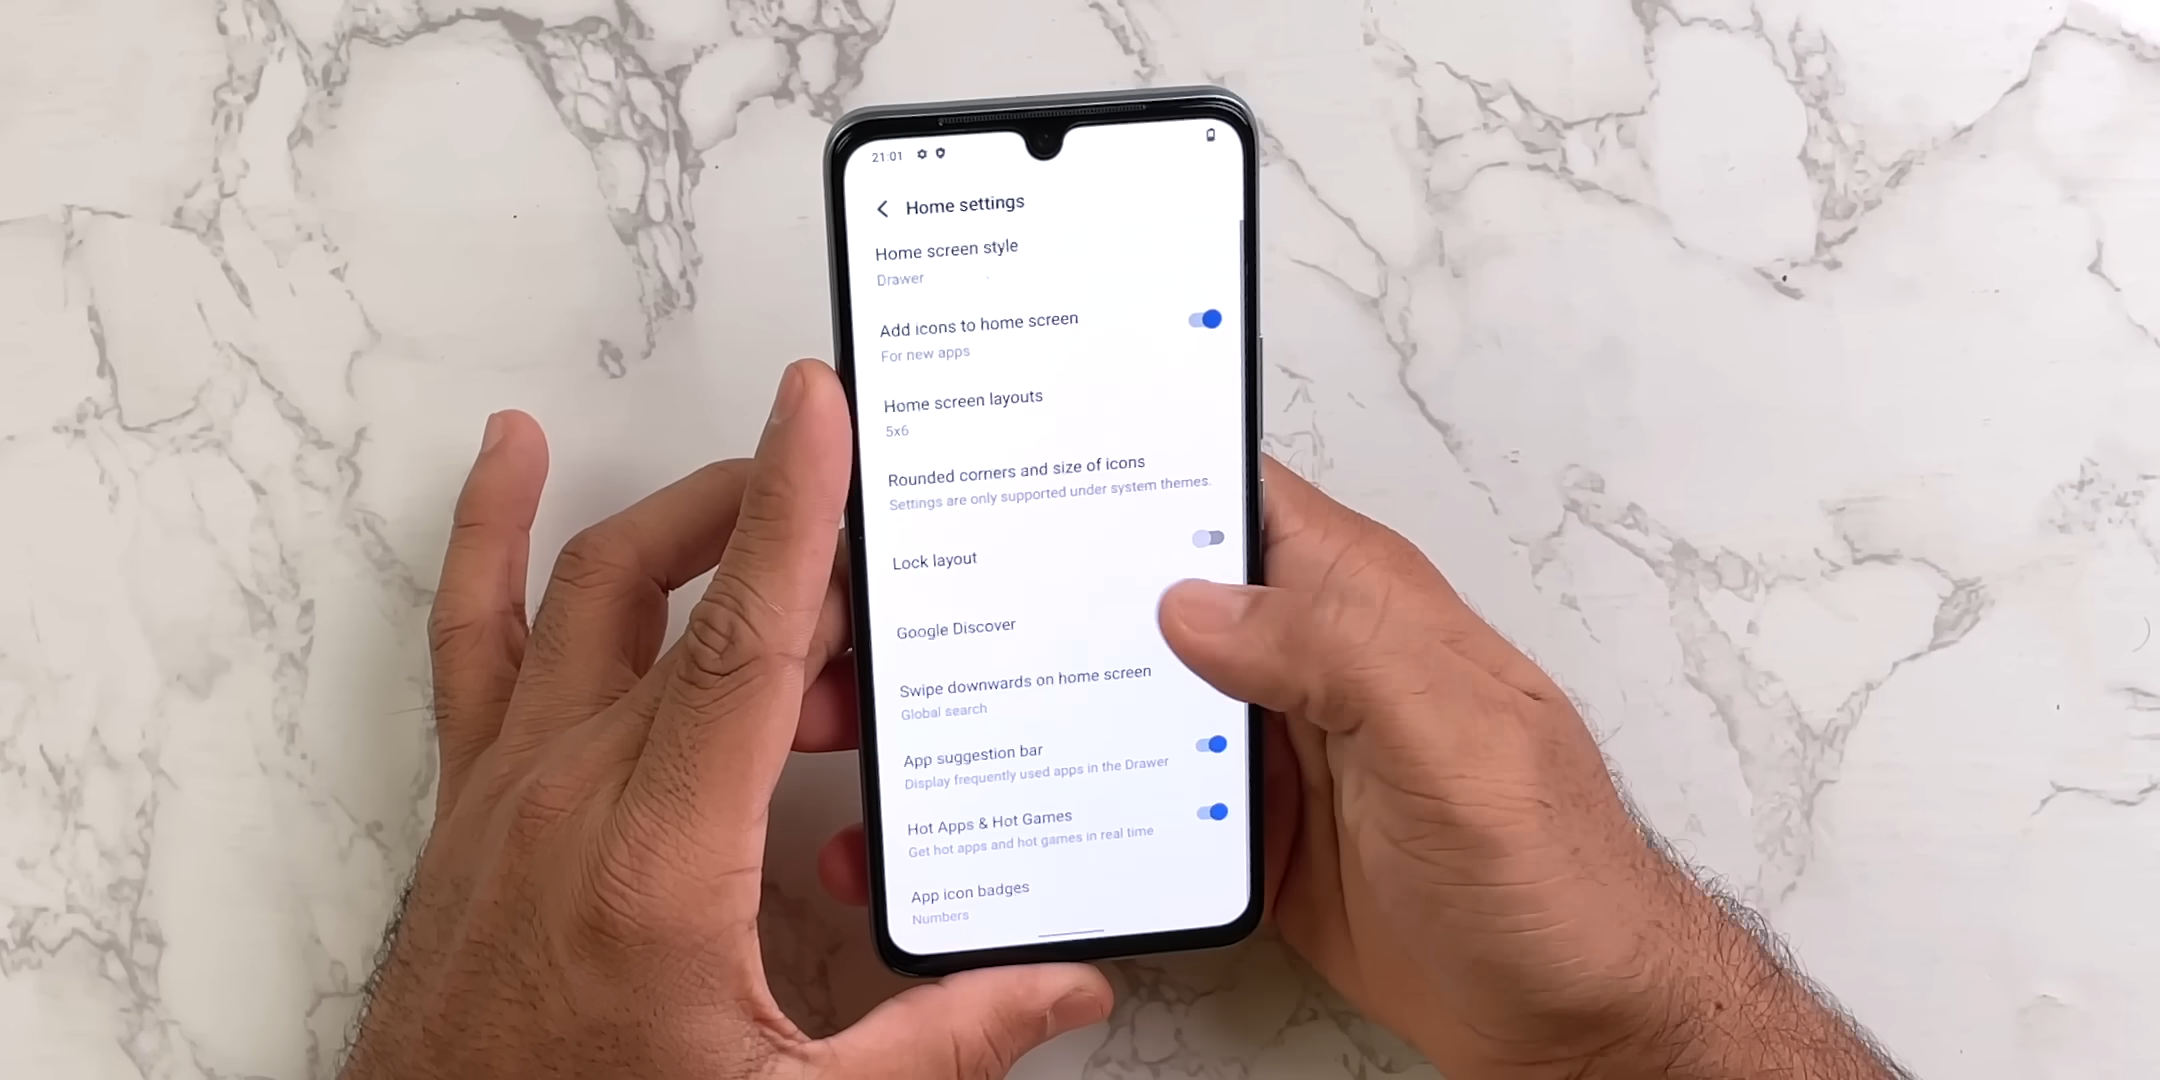 21:01
Home settings
Home screen style
Drawer
Add icons to home screen
For new apps
Home screen layouts
5x6
Rounded corners and size of icons
Settings are only supported under system themes.
Lock layout
Google Discover
Swipe downwards on home screen
Global search
App suggestion bar
Display frequently used apps in the Drawer
Hot Apps & Hot Games
Get hot apps and hot games in real time
App icon badges
Numbers